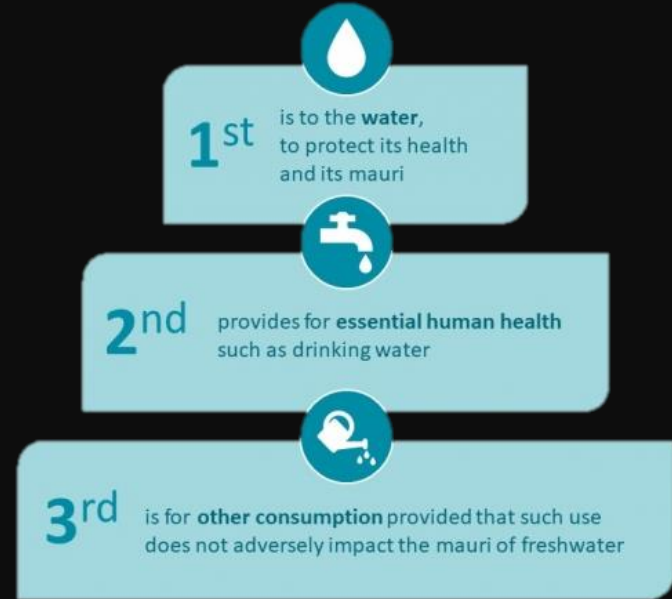 1st
is to the water,
to protect its health
and its mauri
2nd
provides for essential human health
such as drinking water
3rd
is for other consumption provided that such use
does not adversely impact the mauri of freshwater